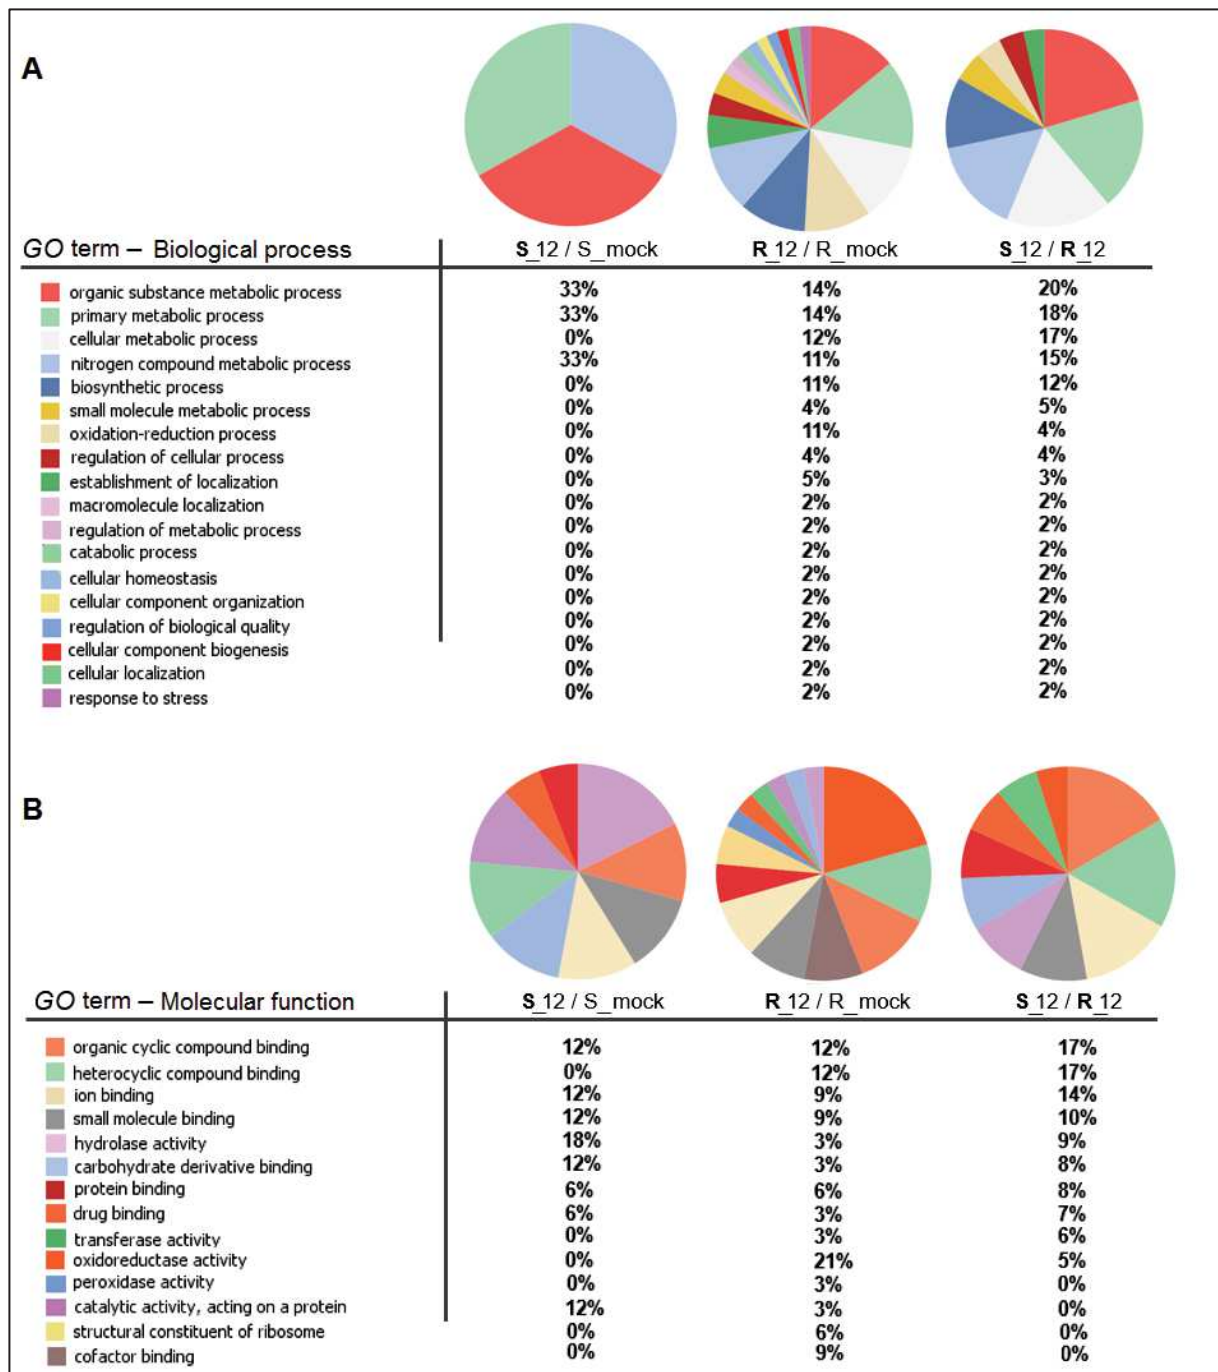 A
GO term – Biological process S_12 / S_mock R_12 / R_mock S_12 / R_12
organic substance metabolic process 33% 14% 20%
primary metabolic process 33% 14% 18%
cellular metabolic process 0% 12% 17%
nitrogen compound metabolic process 33% 11% 15%
biosynthetic process 0% 11% 12%
small molecule metabolic process 0% 4% 5%
oxidation-reduction process 0% 11% 4%
regulation of cellular process 0% 4% 4%
establishment of localization 0% 5% 3%
macromolecule localization 0% 2% 2%
regulation of metabolic process 0% 2% 2%
catabolic process 0% 2% 2%
cellular homeostasis 0% 2% 2%
cellular component organization 0% 2% 2%
regulation of biological quality 0% 2% 2%
cellular component biogenesis 0% 2% 2%
cellular localization 0% 2% 2%
response to stress 0% 2% 2%
B
GO term – Molecular function S_12 / S_mock R_12 / R_mock S_12 / R_12
organic cyclic compound binding 12% 12% 17%
heterocyclic compound binding 0% 12% 17%
ion binding 12% 9% 14%
small molecule binding 12% 9% 10%
hydrolase activity 18% 3% 9%
carbohydrate derivative binding 12% 3% 8%
protein binding 6% 6% 8%
drug binding 6% 3% 7%
transferase activity 0% 3% 6%
oxidoreductase activity 0% 21% 5%
peroxidase activity 0% 3% 0%
catalytic activity, acting on a protein 12% 3% 0%
structural constituent of ribosome 0% 6% 0%
cofactor binding 0% 9% 0%